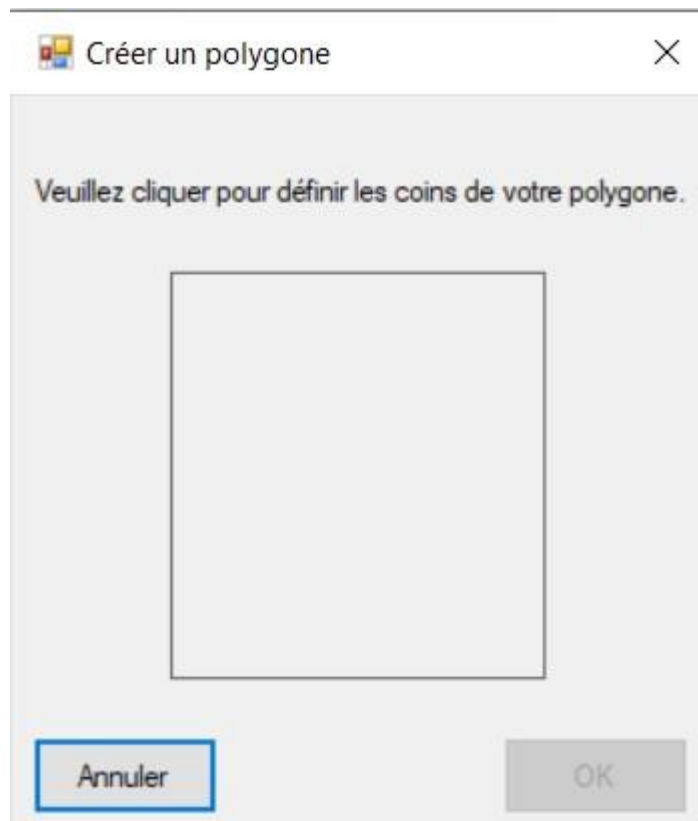 Créer un polygone
Veuillez cliquer pour définir les coins de votre polygone.
Annuler
OK